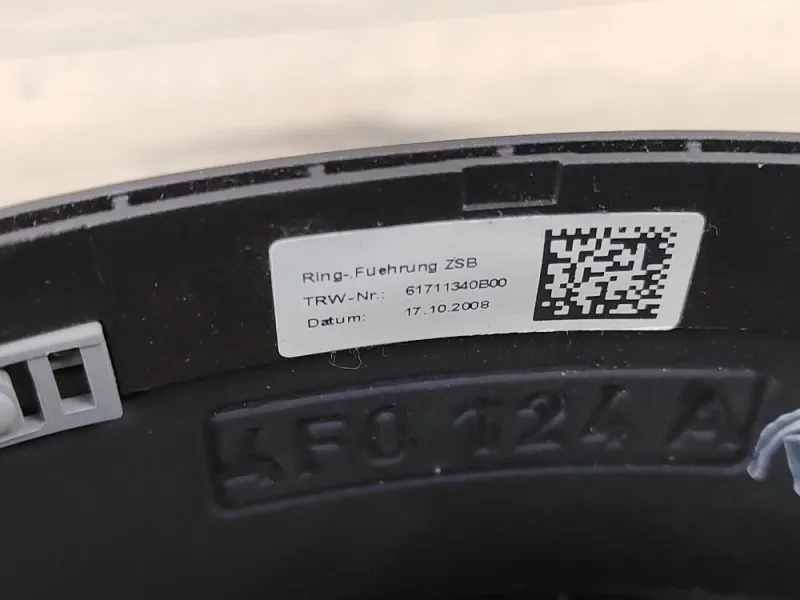 Ring-.Fuehrung ZSB
TRW-Nr.: 61711340B00
Datum: 17.10.2008
4F0 124 A